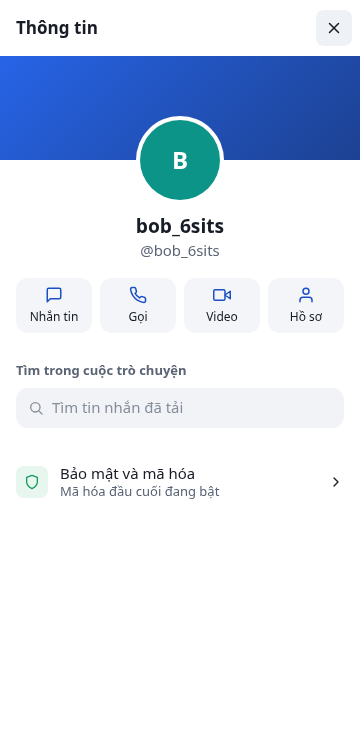 Thông tin
B
bob_6sits
@bob_6sits
Nhắn tin
Gọi
Video
Hồ sơ
Tìm trong cuộc trò chuyện
Tìm tin nhắn đã tải
Bảo mật và mã hóa
Mã hóa đầu cuối đang bật